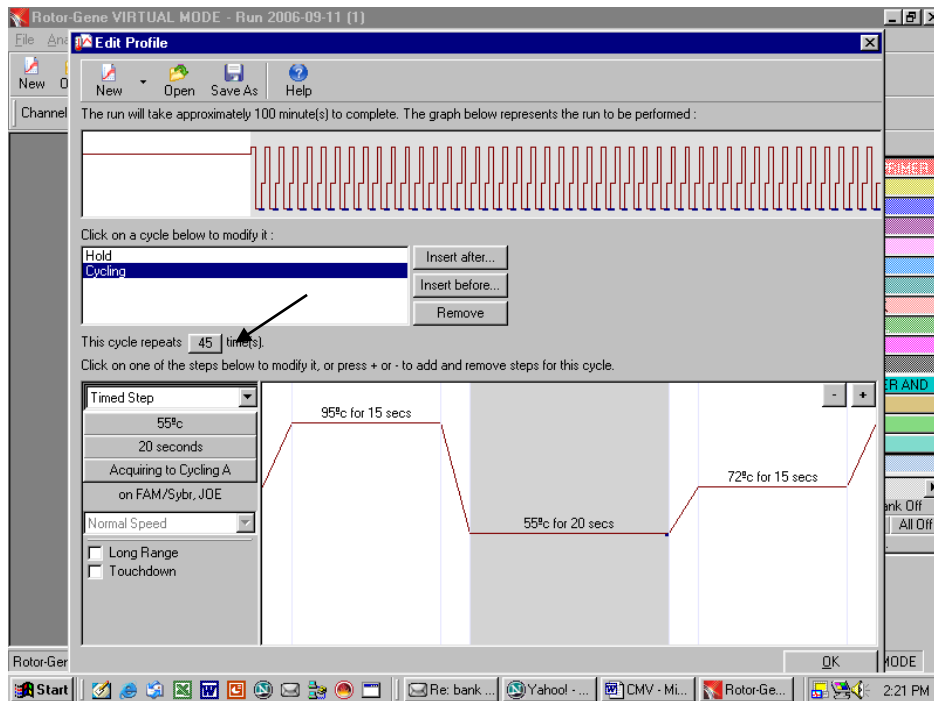 Rotor-Gene VIRTUAL MODE - Run 2006-09-11 (1)
File Ana
Edit Profile
New
New Open Save As Help
Channel
The run will take approximately 100 minute(s) to complete. The graph below represents the run to be performed :
Click on a cycle below to modify it :
Hold
Cycling
Insert after...
Insert before...
Remove
This cycle repeats 45 time(s).
Click on one of the steps below to modify it, or press + or - to add and remove steps for this cycle.
Timed Step
- +
ER AND
55ºc
20 seconds
Acquiring to Cycling A
on FAM/Sybr, JOE
Normal Speed
Long Range
Touchdown
95ºc for 15 secs
55ºc for 20 secs
72ºc for 15 secs
ank Off
All Off
OK
Rotor-Ger
MODE
Start
Re: bank ...
Yahoo! - ...
CMV - Mi...
Rotor-Ge...
2:21 PM